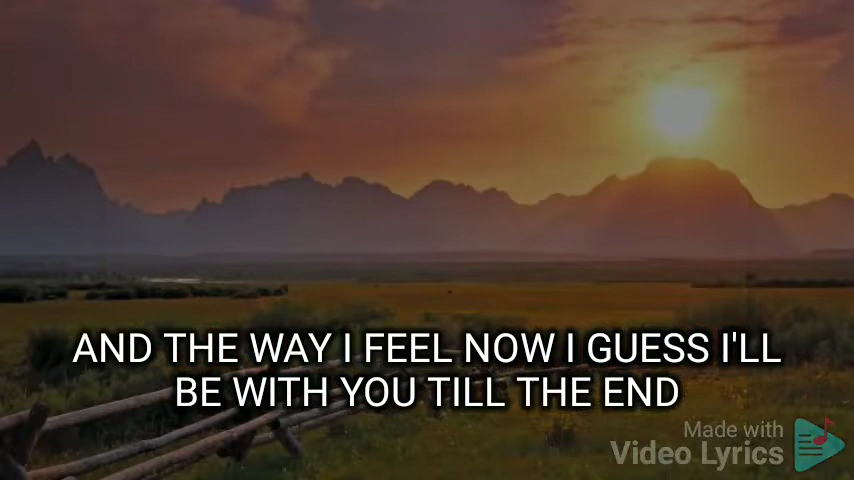 AND THE WAY I FEEL NOW I GUESS I'LL
BE WITH YOU TILL THE END
Made with
Video Lyrics